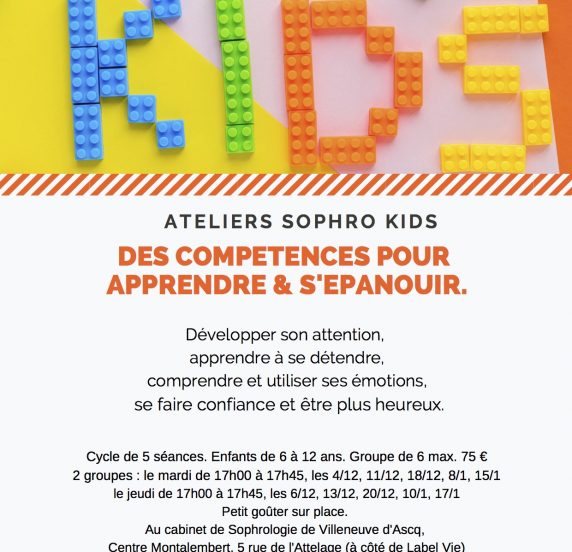 KIDS
ATELIERS SOPHRO KIDS
DES COMPETENCES POUR
APPRENDRE & S'EPANOUIR.
Développer son attention,
apprendre à se détendre,
comprendre et utiliser ses émotions,
se faire confiance et être plus heureux.
Cycle de 5 séances. Enfants de 6 à 12 ans. Groupe de 6 max. 75 €
2 groupes : le mardi de 17h00 à 17h45, les 4/12, 11/12, 18/12, 8/1, 15/1
le jeudi de 17h00 à 17h45, les 6/12, 13/12, 20/12, 10/1, 17/1
Petit goûter sur place.
Au cabinet de Sophrologie de Villeneuve d'Ascq,
Centre Montalembert, 5 rue de l'Attelage (à côté de Label Vie)